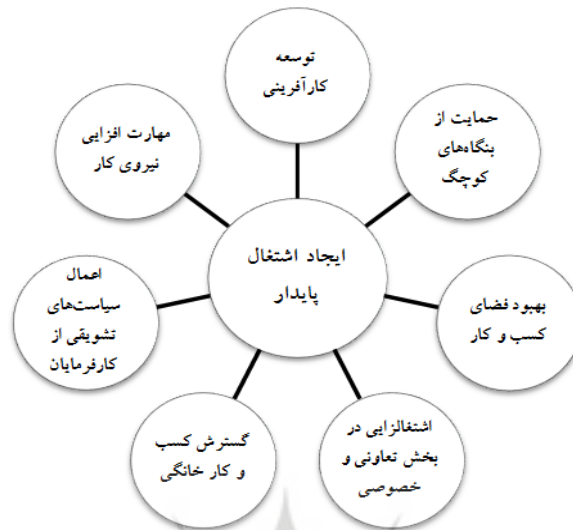 توسعه
کارآفرینی
حمایت از
بنگاه‌های
کوچگ
بهبود فضای
کسب و کار
اشتغالزایی در
بخش تعاونی و
خصوصی
گسترش کسب
و کار خانگی
اعمال
سیاست‌های
تشویقی از
کارفرمایان
مهارت افزایی
نیروی کار
ایجاد اشتغال
پایدار